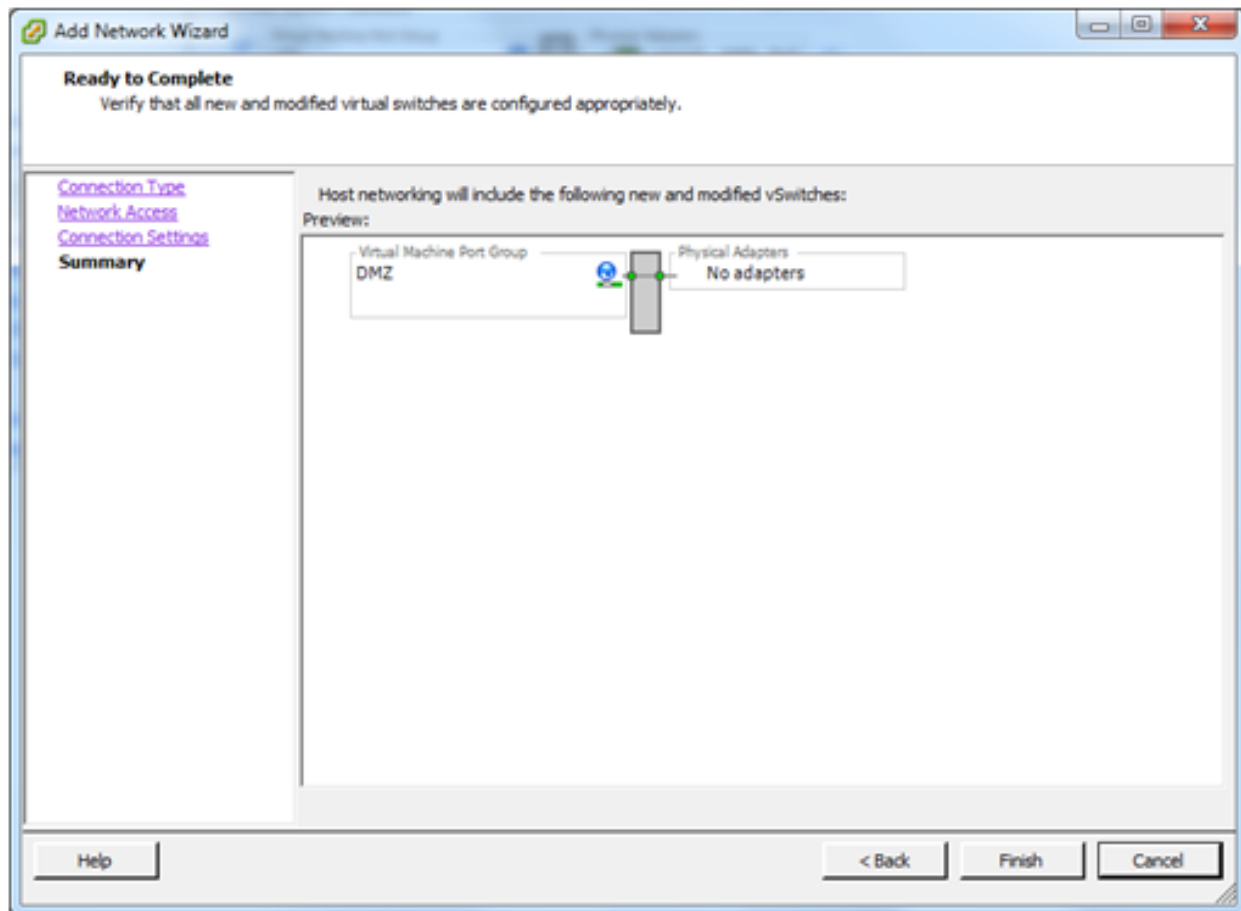 Add Network Wizard
Ready to Complete
Verify that all new and modified virtual switches are configured appropriately.
Connection Type
Network Access
Connection Settings
Summary
Host networking will include the following new and modified vSwitches:
Preview:
Virtual Machine Port Group
DMZ
Physical Adapters
No adapters
Help
< Back
Finish
Cancel